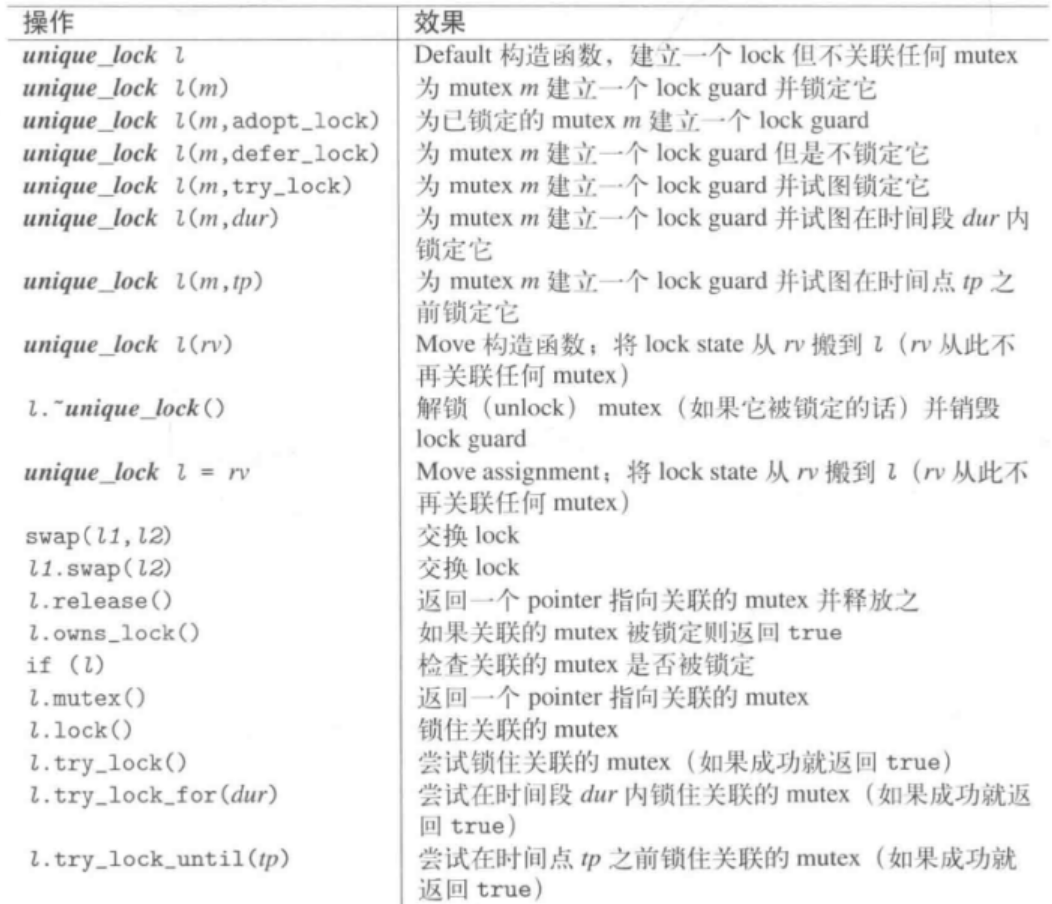 操作 效果
unique_lock l Default 构造函数，建立一个 lock 但不关联任何 mutex
unique_lock l(m) 为 mutex m 建立一个 lock guard 并锁定它
unique_lock l(m,adopt_lock) 为已锁定的 mutex m 建立一个 lock guard
unique_lock l(m,defer_lock) 为 mutex m 建立一个 lock guard 但是不锁定它
unique_lock l(m,try_lock) 为 mutex m 建立一个 lock guard 并试图锁定它
unique_lock l(m,dur) 为 mutex m 建立一个 lock guard 并试图在时间段 dur 内
锁定它
unique_lock l(m,tp) 为 mutex m 建立一个 lock guard 并试图在时间点 tp 之
前锁定它
unique_lock l(rv) Move 构造函数；将 lock state 从 rv 搬到 l（rv 从此不
再关联任何 mutex）
l.~unique_lock() 解锁（unlock） mutex（如果它被锁定的话）并销毁
lock guard
unique_lock l = rv Move assignment；将 lock state 从 rv 搬到 l（rv 从此不
再关联任何 mutex）
swap(l1,l2) 交换 lock
l1.swap(l2) 交换 lock
l.release() 返回一个 pointer 指向关联的 mutex 并释放之
l.owns_lock() 如果关联的 mutex 被锁定则返回 true
if (l) 检查关联的 mutex 是否被锁定
l.mutex() 返回一个 pointer 指向关联的 mutex
l.lock() 锁住关联的 mutex
l.try_lock() 尝试锁住关联的 mutex（如果成功就返回 true）
l.try_lock_for(dur) 尝试在时间段 dur 内锁住关联的 mutex（如果成功就返
回 true）
l.try_lock_until(tp) 尝试在时间点 tp 之前锁住关联的 mutex（如果成功就
返回 true）